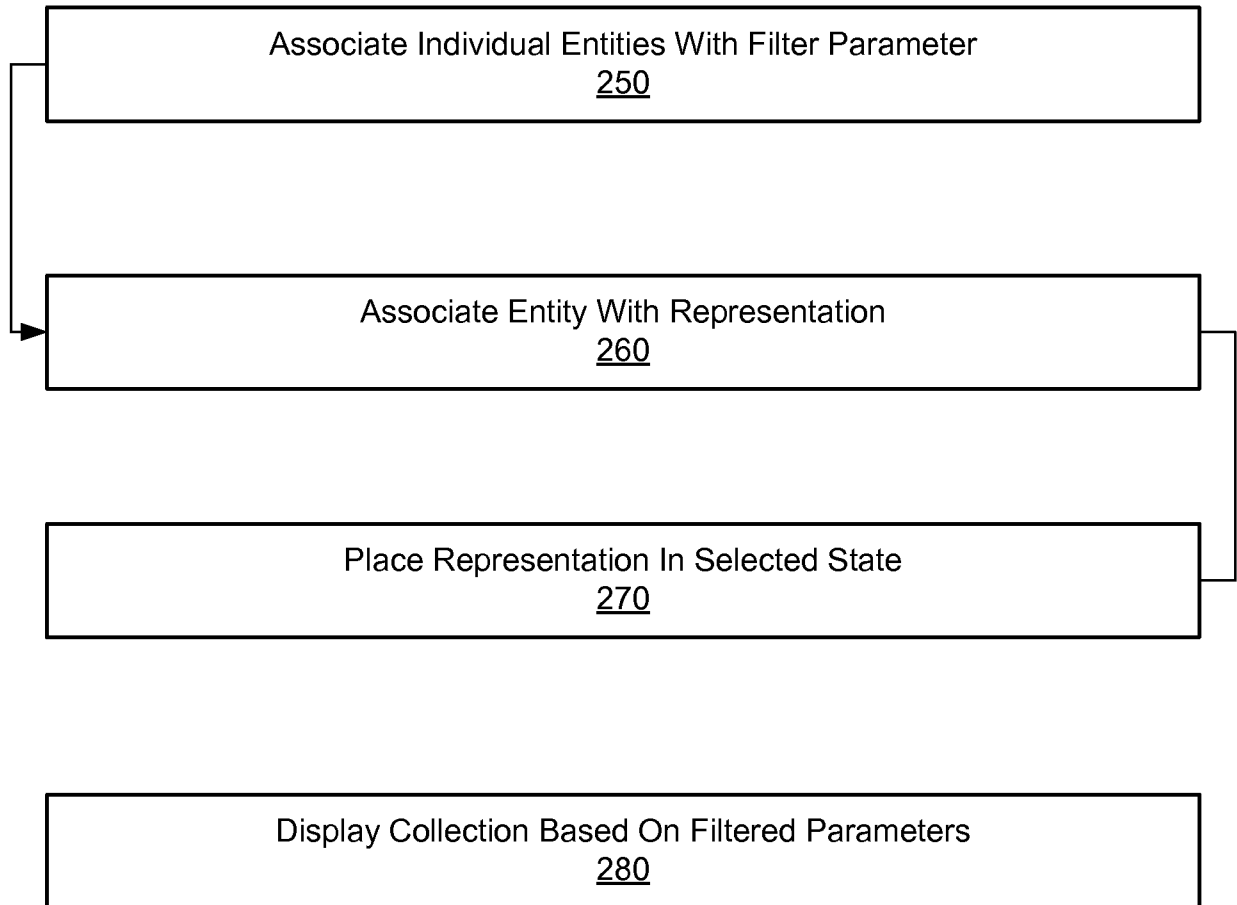 Associate Individual Entities With Filter Parameter
250
Associate Entity With Representation
260
Place Representation In Selected State
270
Display Collection Based On Filtered Parameters
280